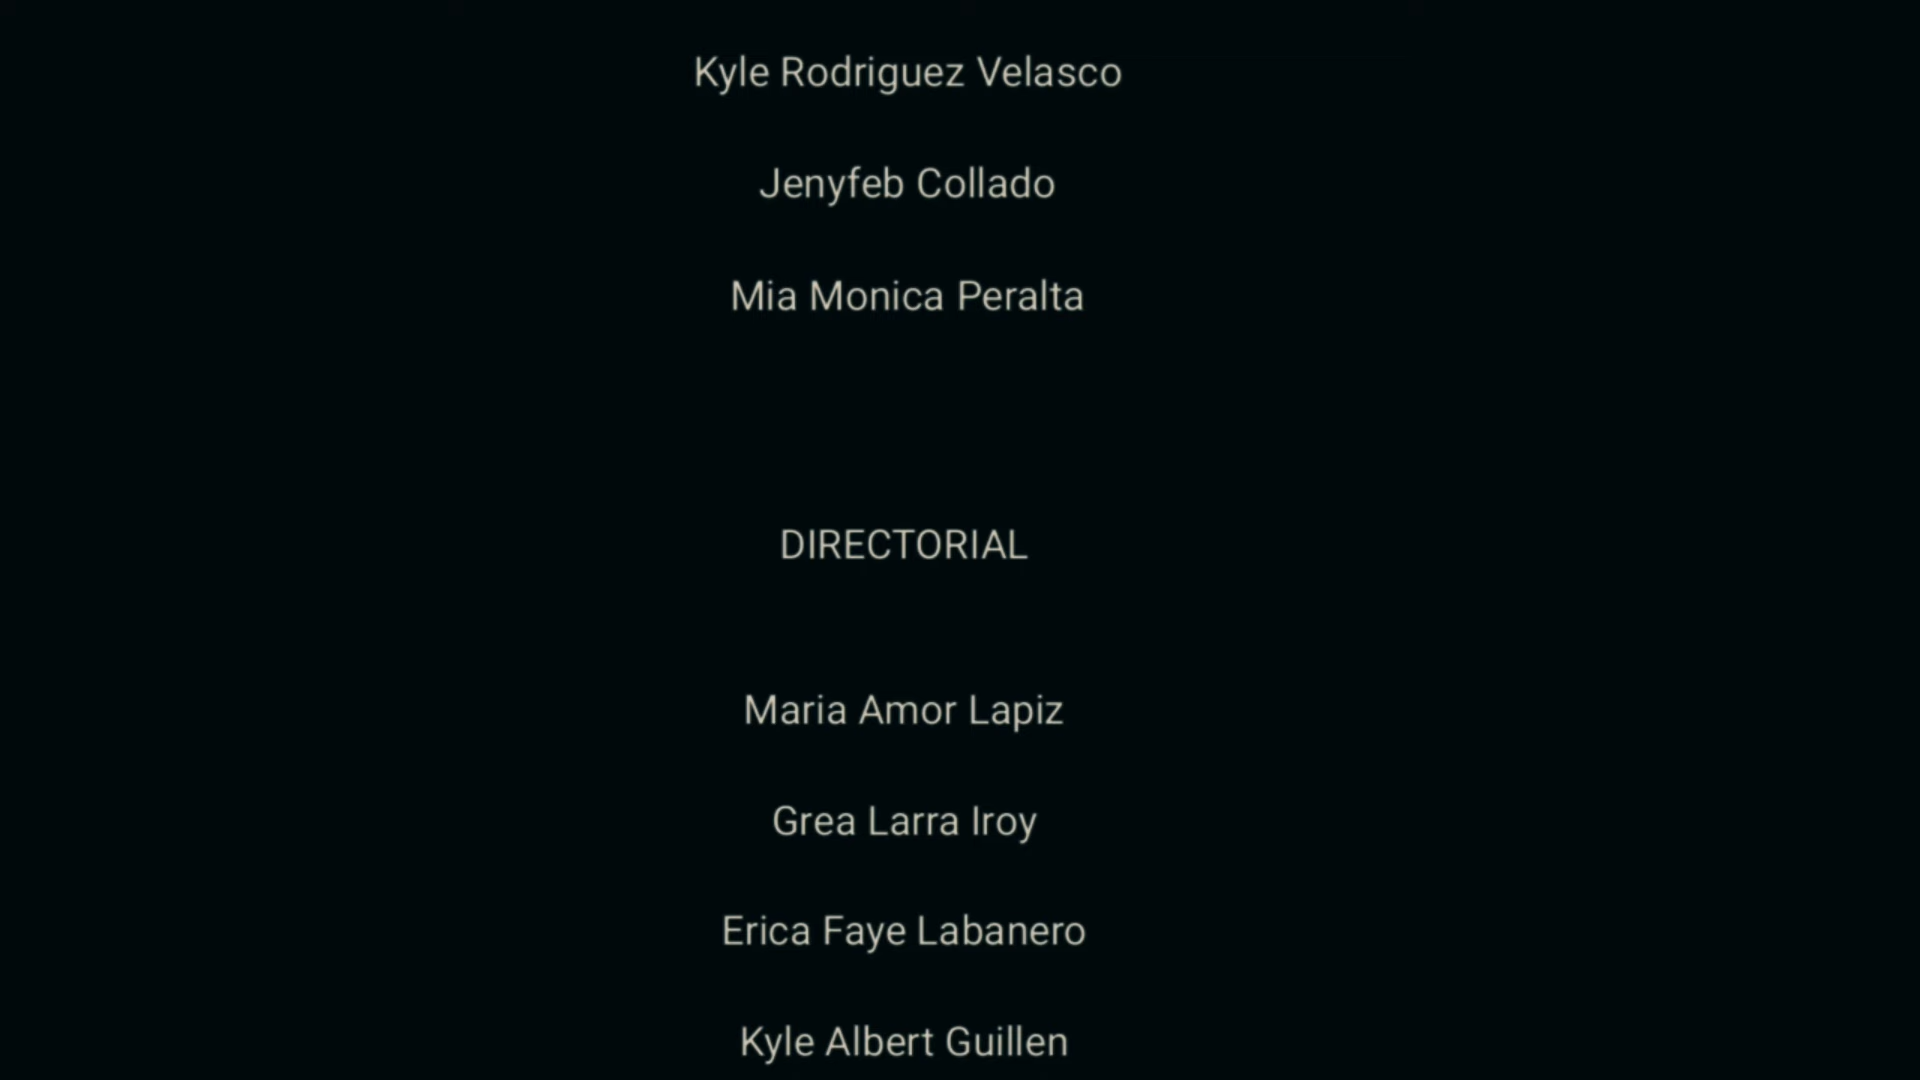 Kyle Rodriguez Velasco
Jenyfeb Collado
Mia Monica Peralta
DIRECTORIAL
Maria Amor Lapiz
Grea Larra Iroy
Erica Faye Labanero
Kyle Albert Guillen